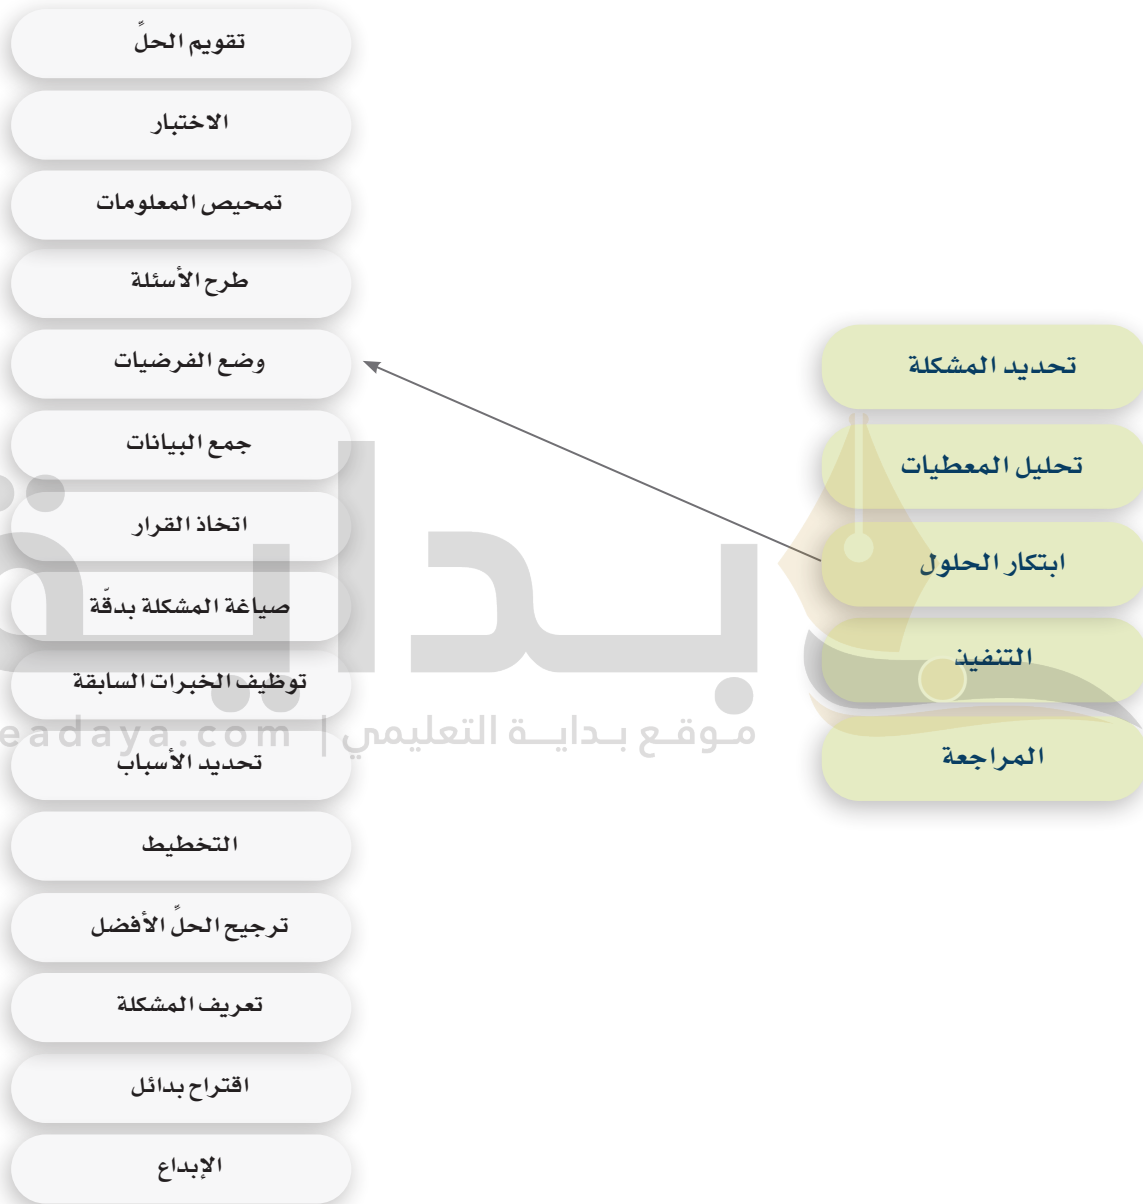 تحديد المشكلة
تحليل المعطيات
ابتكار الحلول
التنفيذ
المراجعة
تقويم الحلّ
الاختبار
تمحيص المعلومات
طرح الأسئلة
وضع الفرضيات
جمع البيانات
اتخاذ القرار
صياغة المشكلة بدقّة
توظيف الخبرات السابقة
تحديد الأسباب
التخطيط
ترجيح الحلّ الأفضل
تعريف المشكلة
اقتراح بدائل
الإبداع
بداية
موقع بداية التعليمي | eadaya.com